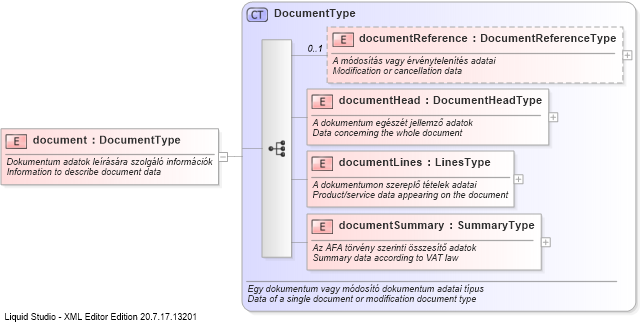 CT DocumentType
0..1
E documentReference : DocumentReferenceType
A módosítás vagy érvénytelenítés adatai
Modification or cancellation data
E documentHead : DocumentHeadType
A dokumentum egészét jellemző adatok
Data concerning the whole document
E document : DocumentType
Dokumentum adatok leírására szolgáló információk
Information to describe document data
E documentLines : LinesType
A dokumentumon szereplő tételek adatai
Product/service data appearing on the document
E documentSummary : SummaryType
Az ÁFA törvény szerinti összesítő adatok
Summary data according to VAT law
Egy dokumentum vagy módosító dokumentum adatai típus
Data of a single document or modification document type
Liquid Studio - XML Editor Edition 20.7.17.13201